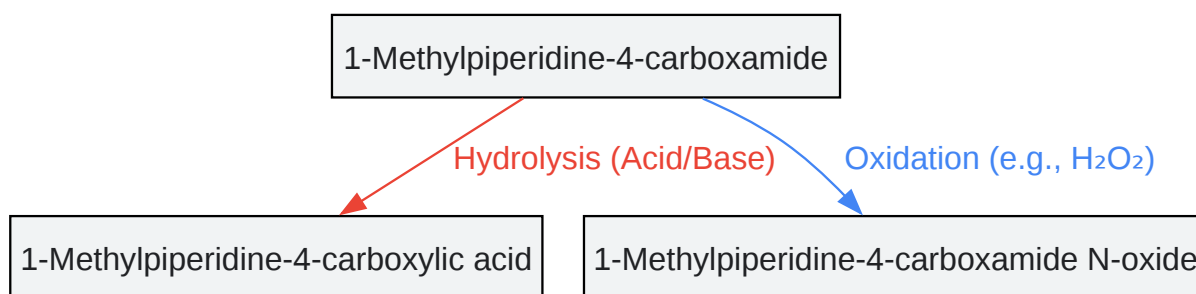 1-Methylpiperidine-4-carboxamide
Hydrolysis (Acid/Base)
Oxidation (e.g., H₂O₂)
1-Methylpiperidine-4-carboxylic acid
1-Methylpiperidine-4-carboxamide N-oxide